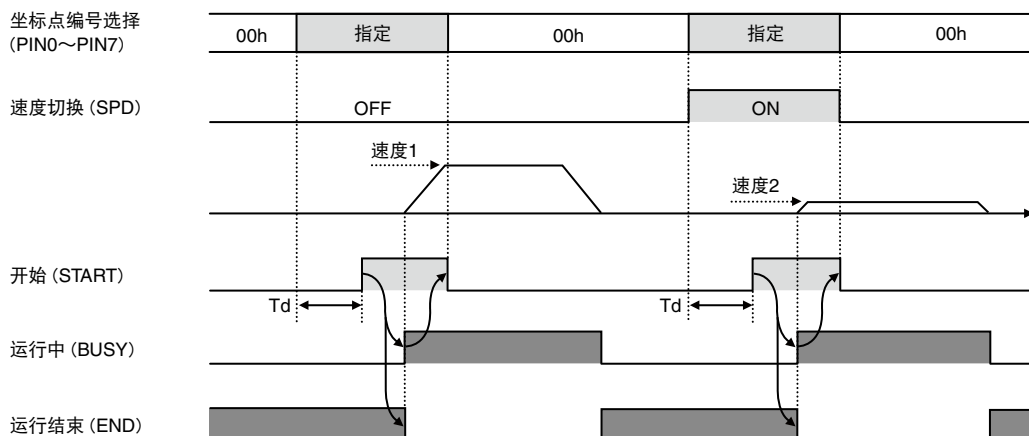 坐标点编号选择
(PIN0～PIN7)
00h 指定 00h 指定 00h
速度切换 (SPD)
OFF ON
速度1
速度2
开始 (START)
Td Td
运行中 (BUSY)
运行结束 (END)